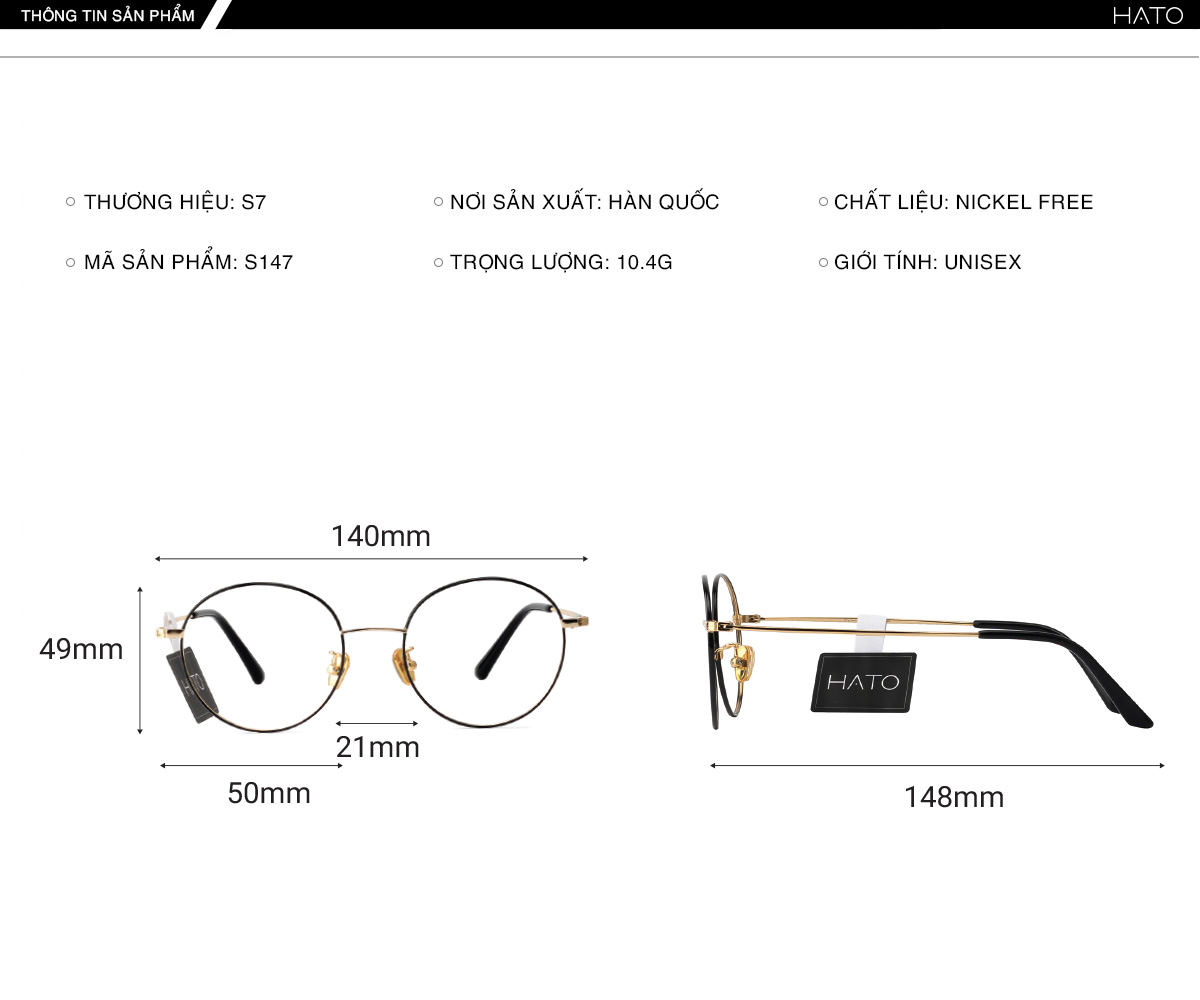 THÔNG TIN SẢN PHẨM
HATO
THƯƠNG HIỆU: S7
NƠI SẢN XUẤT: HÀN QUỐC
CHẤT LIỆU: NICKEL FREE
MÃ SẢN PHẨM: S147
TRỌNG LƯỢNG: 10.4G
GIỚI TÍNH: UNISEX
140mm
49mm
21mm
50mm
HATO
148mm